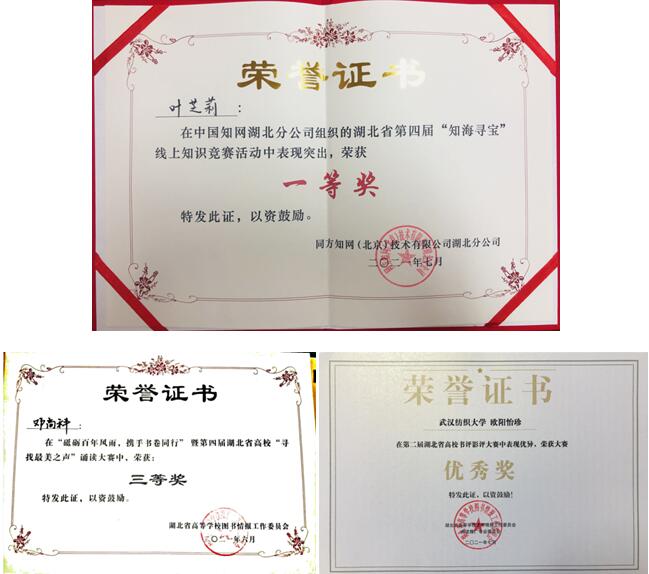 荣誉证书
叶芝莉：
在中国知网湖北分公司组织的湖北省第四届“知海寻宝”
线上知识竞赛活动中表现突出，荣获
一等奖
特发此证，以资鼓励。
同方知网(北京)技术有限公司湖北分公司
二〇二一年七月
荣誉证书
邓尚祥：
在“砥砺百年风雨，携手书卷同行”暨第四届湖北省高校“寻
找最美之声”诵读大赛中，荣获：
三等奖
特发此证，以资鼓励。
湖北省高等学校图书情报工作委员会
二〇二一年六月
荣誉证书
武汉纺织大学 欧阳怡珍
在第二届湖北省高校书评影评大赛中表现优异，荣获大赛
优秀奖
特发此证，以资鼓励！